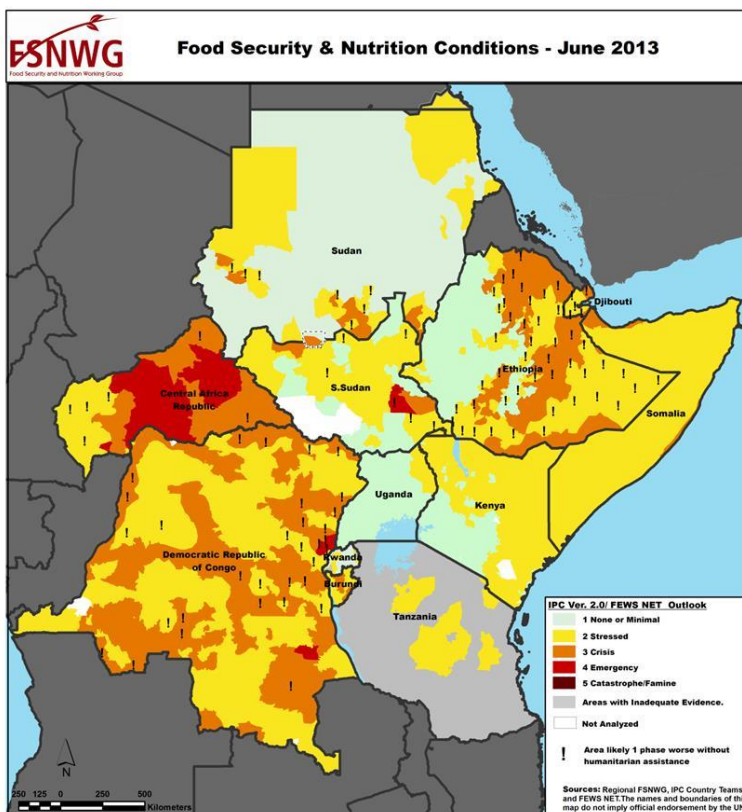 FSNWG
Food Security and Nutrition Working Group
Food Security & Nutrition Conditions - June 2013
Sudan
Djibouti
Ethiopia
Central Africa
Republic
S.Sudan
Somalia
Uganda
Kenya
Democratic Republic
of Congo
Rwanda
Burundi
Tanzania
IPC Ver. 2.0/ FEWS NET Outlook
1 None or Minimal
2 Stressed
3 Crisis
4 Emergency
5 Catastrophe/Famine
Areas with Inadequate Evidence.
Not Analyzed
! Area likely 1 phase worse without
humanitarian assistance
N
250 125 0 250 500
Kilometers
Sources: Regional FSNWG, IPC Country Teams
and FEWS NET.The names and boundaries of th
map do not imply official endorsement by the UN